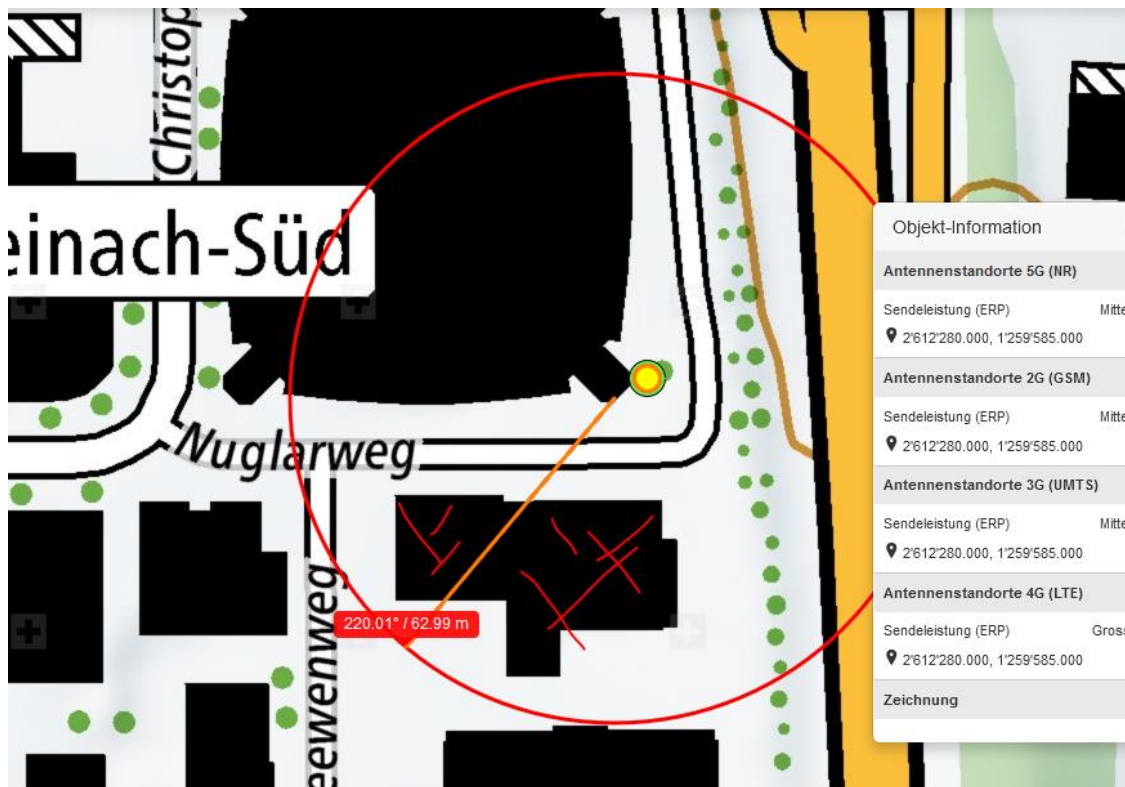 Christop
einach-Süd
Nuglarweg
eewenweg
220.01° / 62.99 m
Objekt-Information
Antennenstandorte 5G (NR)
Sendeleistung (ERP) Mitte
2'612'280.000, 1'259'585.000
Antennenstandorte 2G (GSM)
Sendeleistung (ERP) Mitte
2'612'280.000, 1'259'585.000
Antennenstandorte 3G (UMTS)
Sendeleistung (ERP) Mitte
2'612'280.000, 1'259'585.000
Antennenstandorte 4G (LTE)
Sendeleistung (ERP) Gross
2'612'280.000, 1'259'585.000
Zeichnung